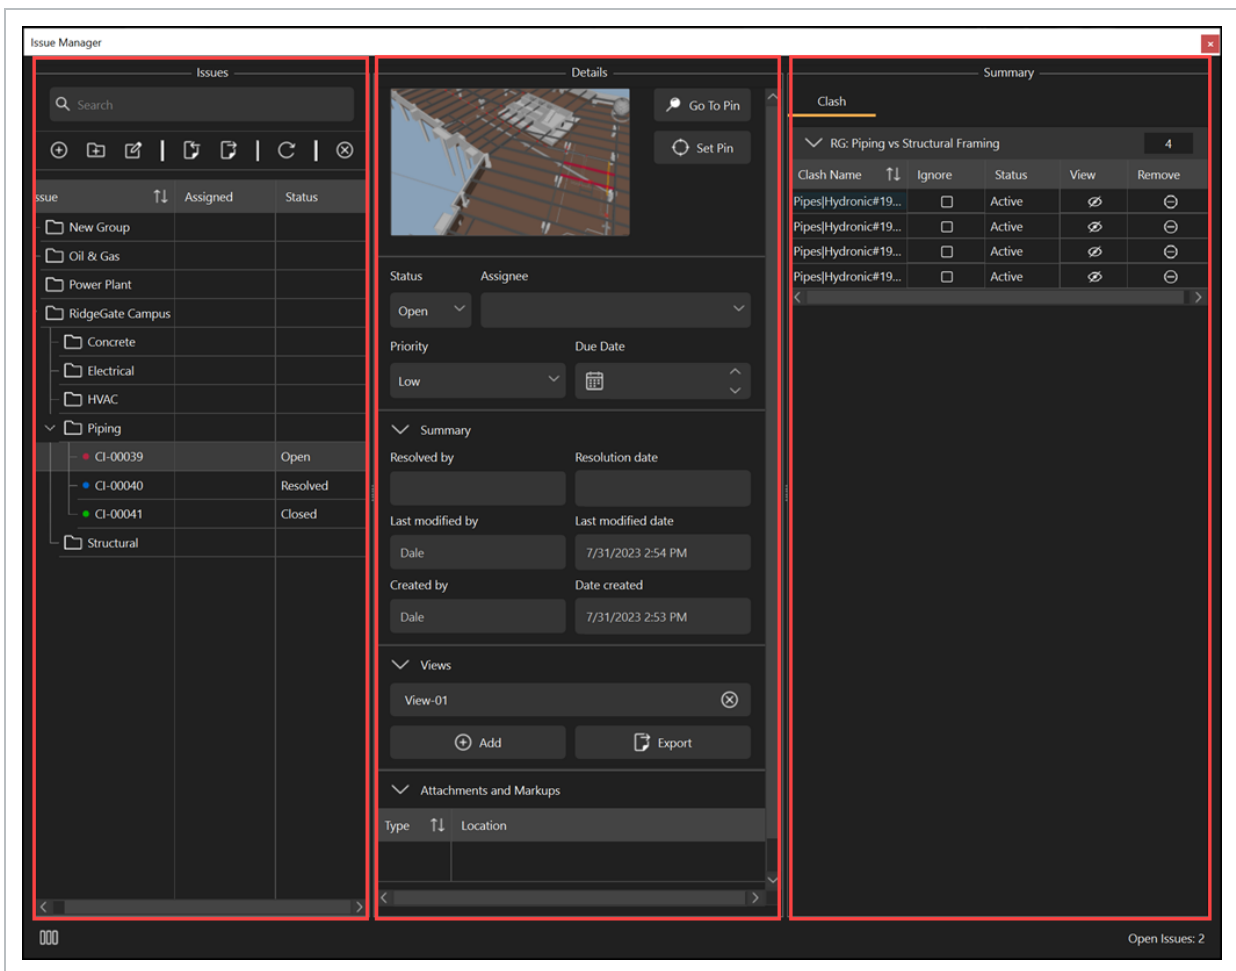 Issue Manager
Issues
Search
ssue Assigned Status
New Group
Oil & Gas
Power Plant
RidgeGate Campus
Concrete
Electrical
HVAC
Piping
CI-00039 Open
CI-00040 Resolved
CI-00041 Closed
Structural
Details
Go To Pin
Set Pin
Status Assignee
Open
Priority Due Date
Low
Summary
Resolved by Resolution date
Last modified by Last modified date
Dale 7/31/2023 2:54 PM
Created by Date created
Dale 7/31/2023 2:53 PM
Views
View-01
Add Export
Attachments and Markups
Type Location
Summary
Clash
RG: Piping vs Structural Framing 4
Clash Name Ignore Status View Remove
Pipes|Hydronic#19... Active
Pipes|Hydronic#19... Active
Pipes|Hydronic#19... Active
Pipes|Hydronic#19... Active
Open Issues: 2